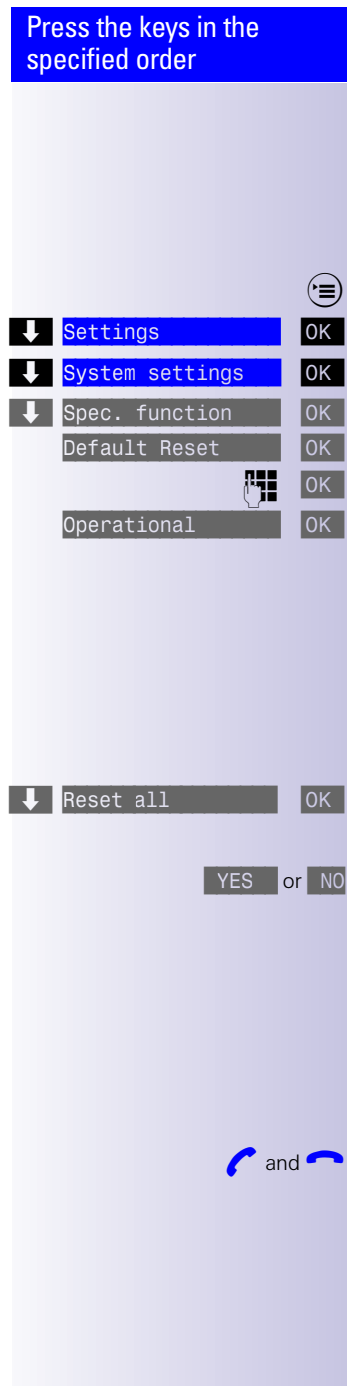 Press the keys in the
specified order
Settings OK
System settings OK
Spec. function OK
Default Reset OK
OK
Operational OK
Reset all OK
YES or NO
and